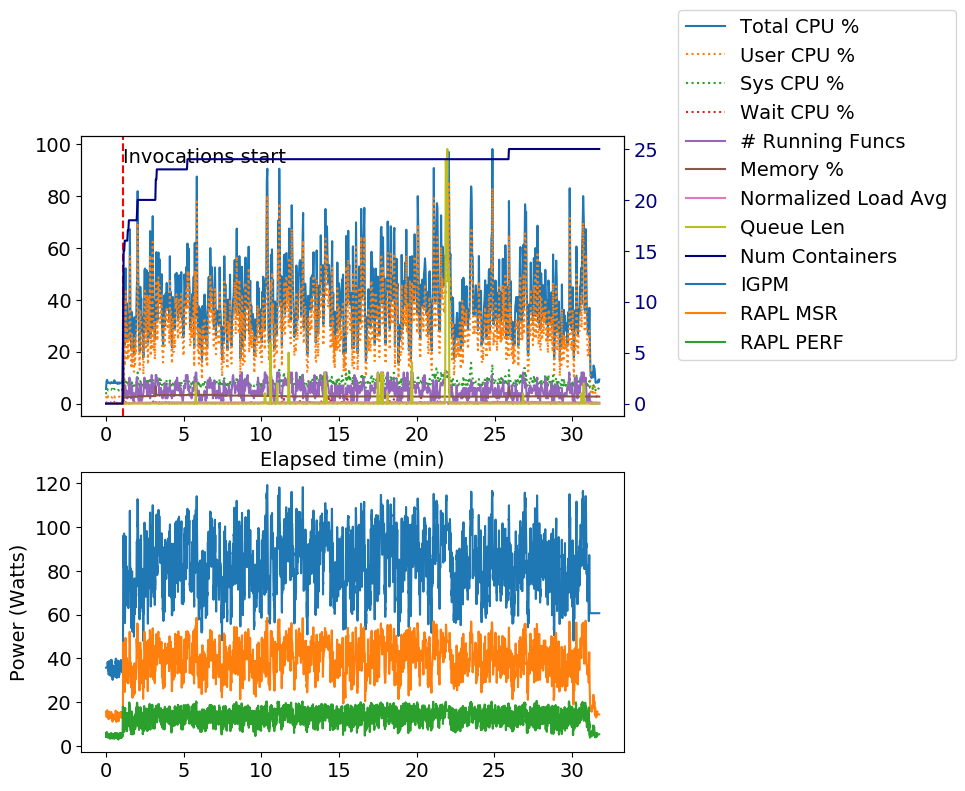 Total CPU %
User CPU %
Sys CPU %
Wait CPU %
# Running Funcs
Memory %
Normalized Load Avg
Queue Len
Num Containers
IGPM
RAPL MSR
RAPL PERF
Invocations start
100
80
60
40
20
0
25
20
15
10
5
0
0 5 10 15 20 25 30
Elapsed time (min)
Power (Watts)
120
100
80
60
40
20
0
0 5 10 15 20 25 30